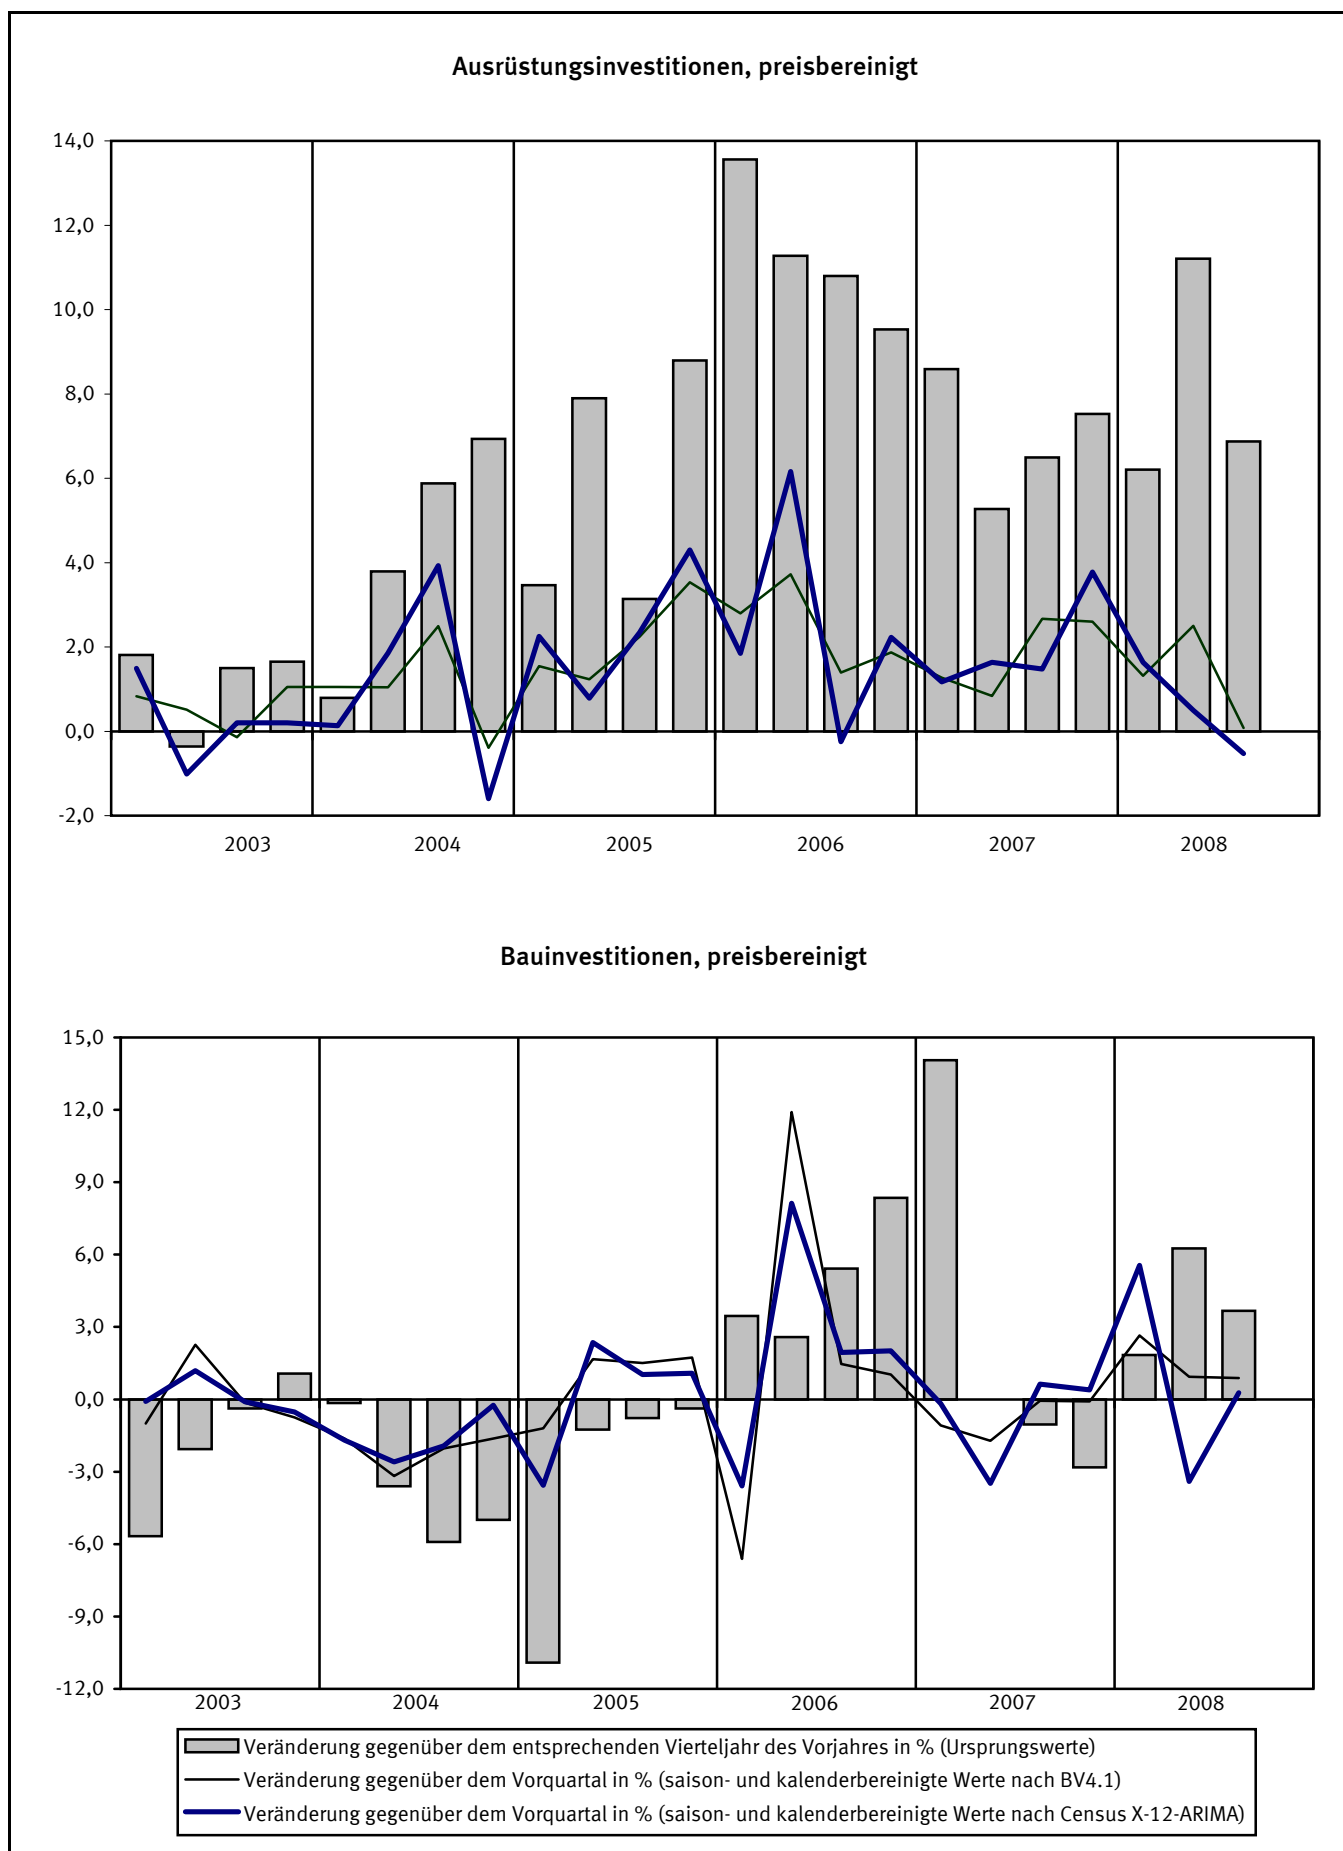 Ausrüstungsinvestitionen, preisbereinigt
14,0
12,0
10,0
8,0
6,0
4,0
2,0
0,0
-2,0
2003 2004 2005 2006 2007 2008
Bauinvestitionen, preisbereinigt
15,0
12,0
9,0
6,0
3,0
0,0
-3,0
-6,0
-9,0
-12,0
2003 2004 2005 2006 2007 2008
Veränderung gegenüber dem entsprechenden Vierteljahr des Vorjahres in % (Ursprungswerte)
Veränderung gegenüber dem Vorquartal in % (saison- und kalenderbereinigte Werte nach BV4.1)
Veränderung gegenüber dem Vorquartal in % (saison- und kalenderbereinigte Werte nach Census X-12-ARIMA)